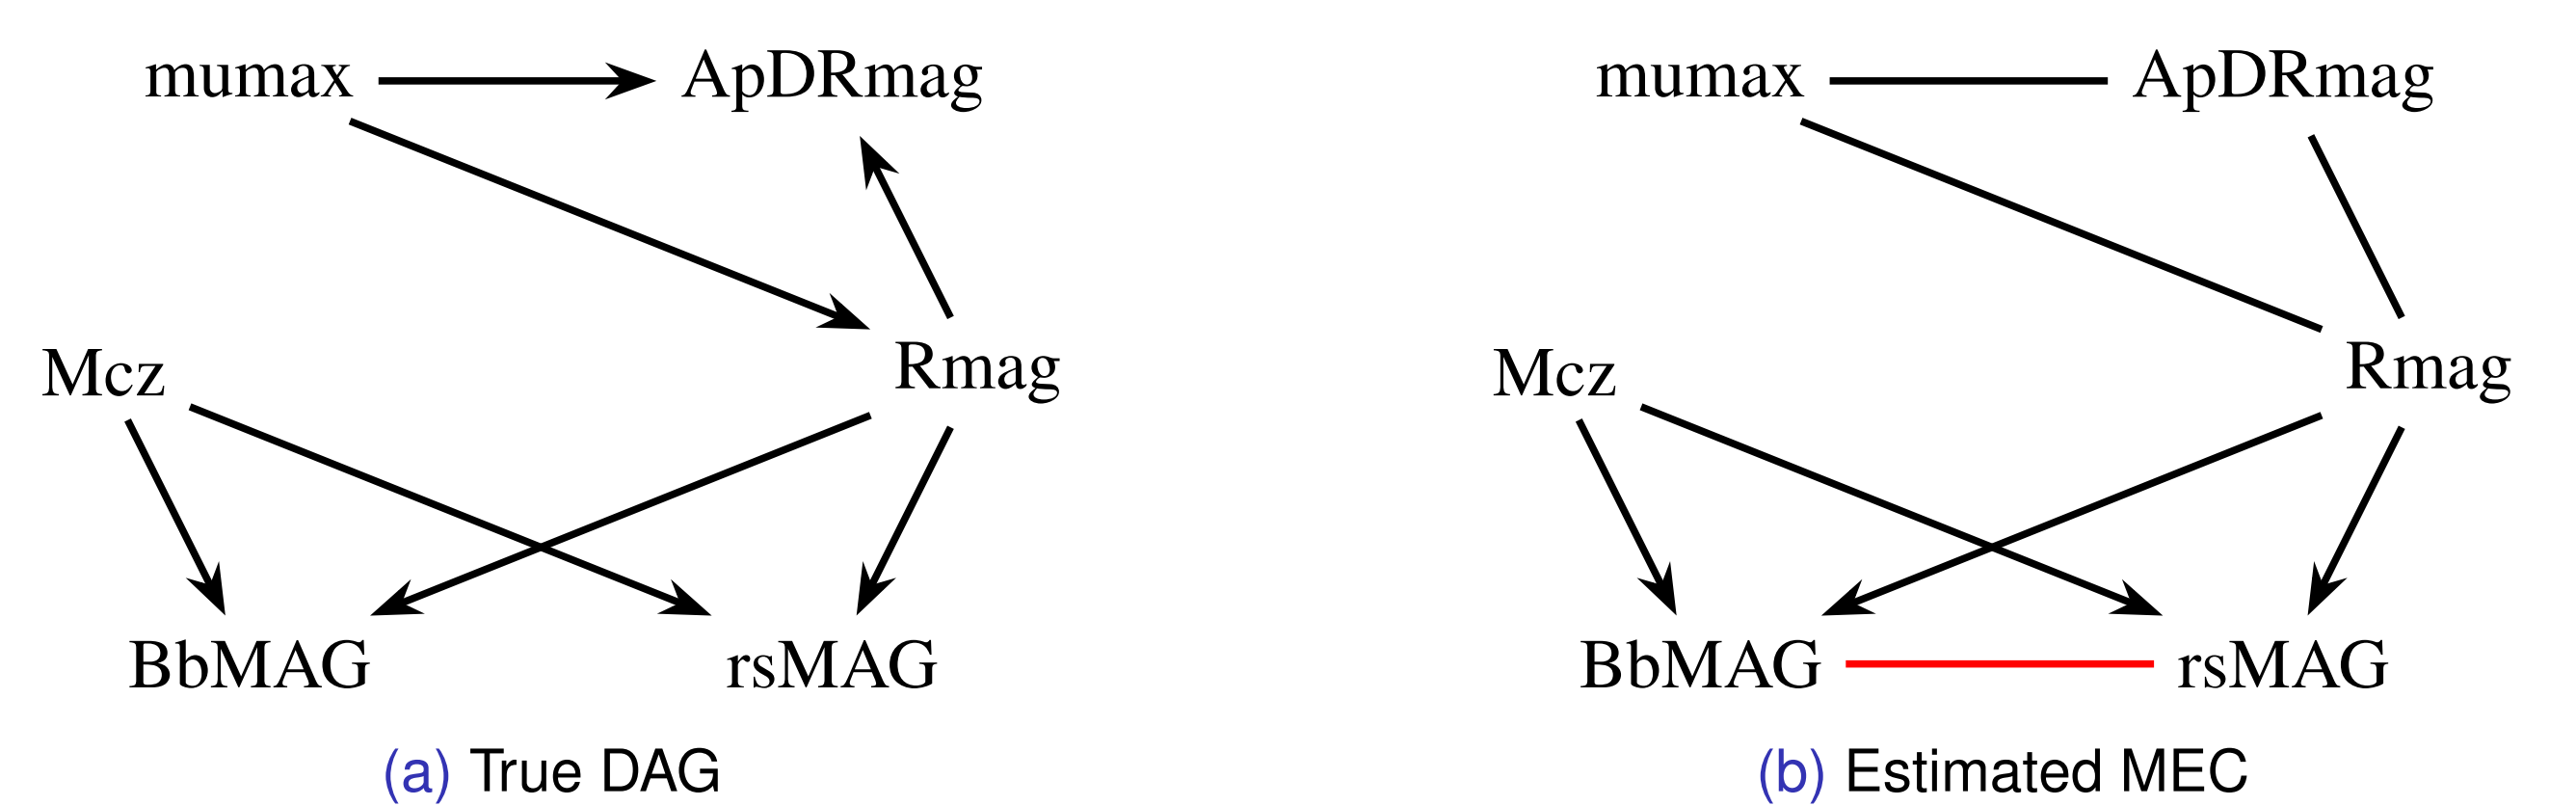 mumax
ApDRmag
Mcz
Rmag
BbMAG
rsMAG
(a) True DAG
mumax
ApDRmag
Mcz
Rmag
BbMAG
rsMAG
(b) Estimated MEC